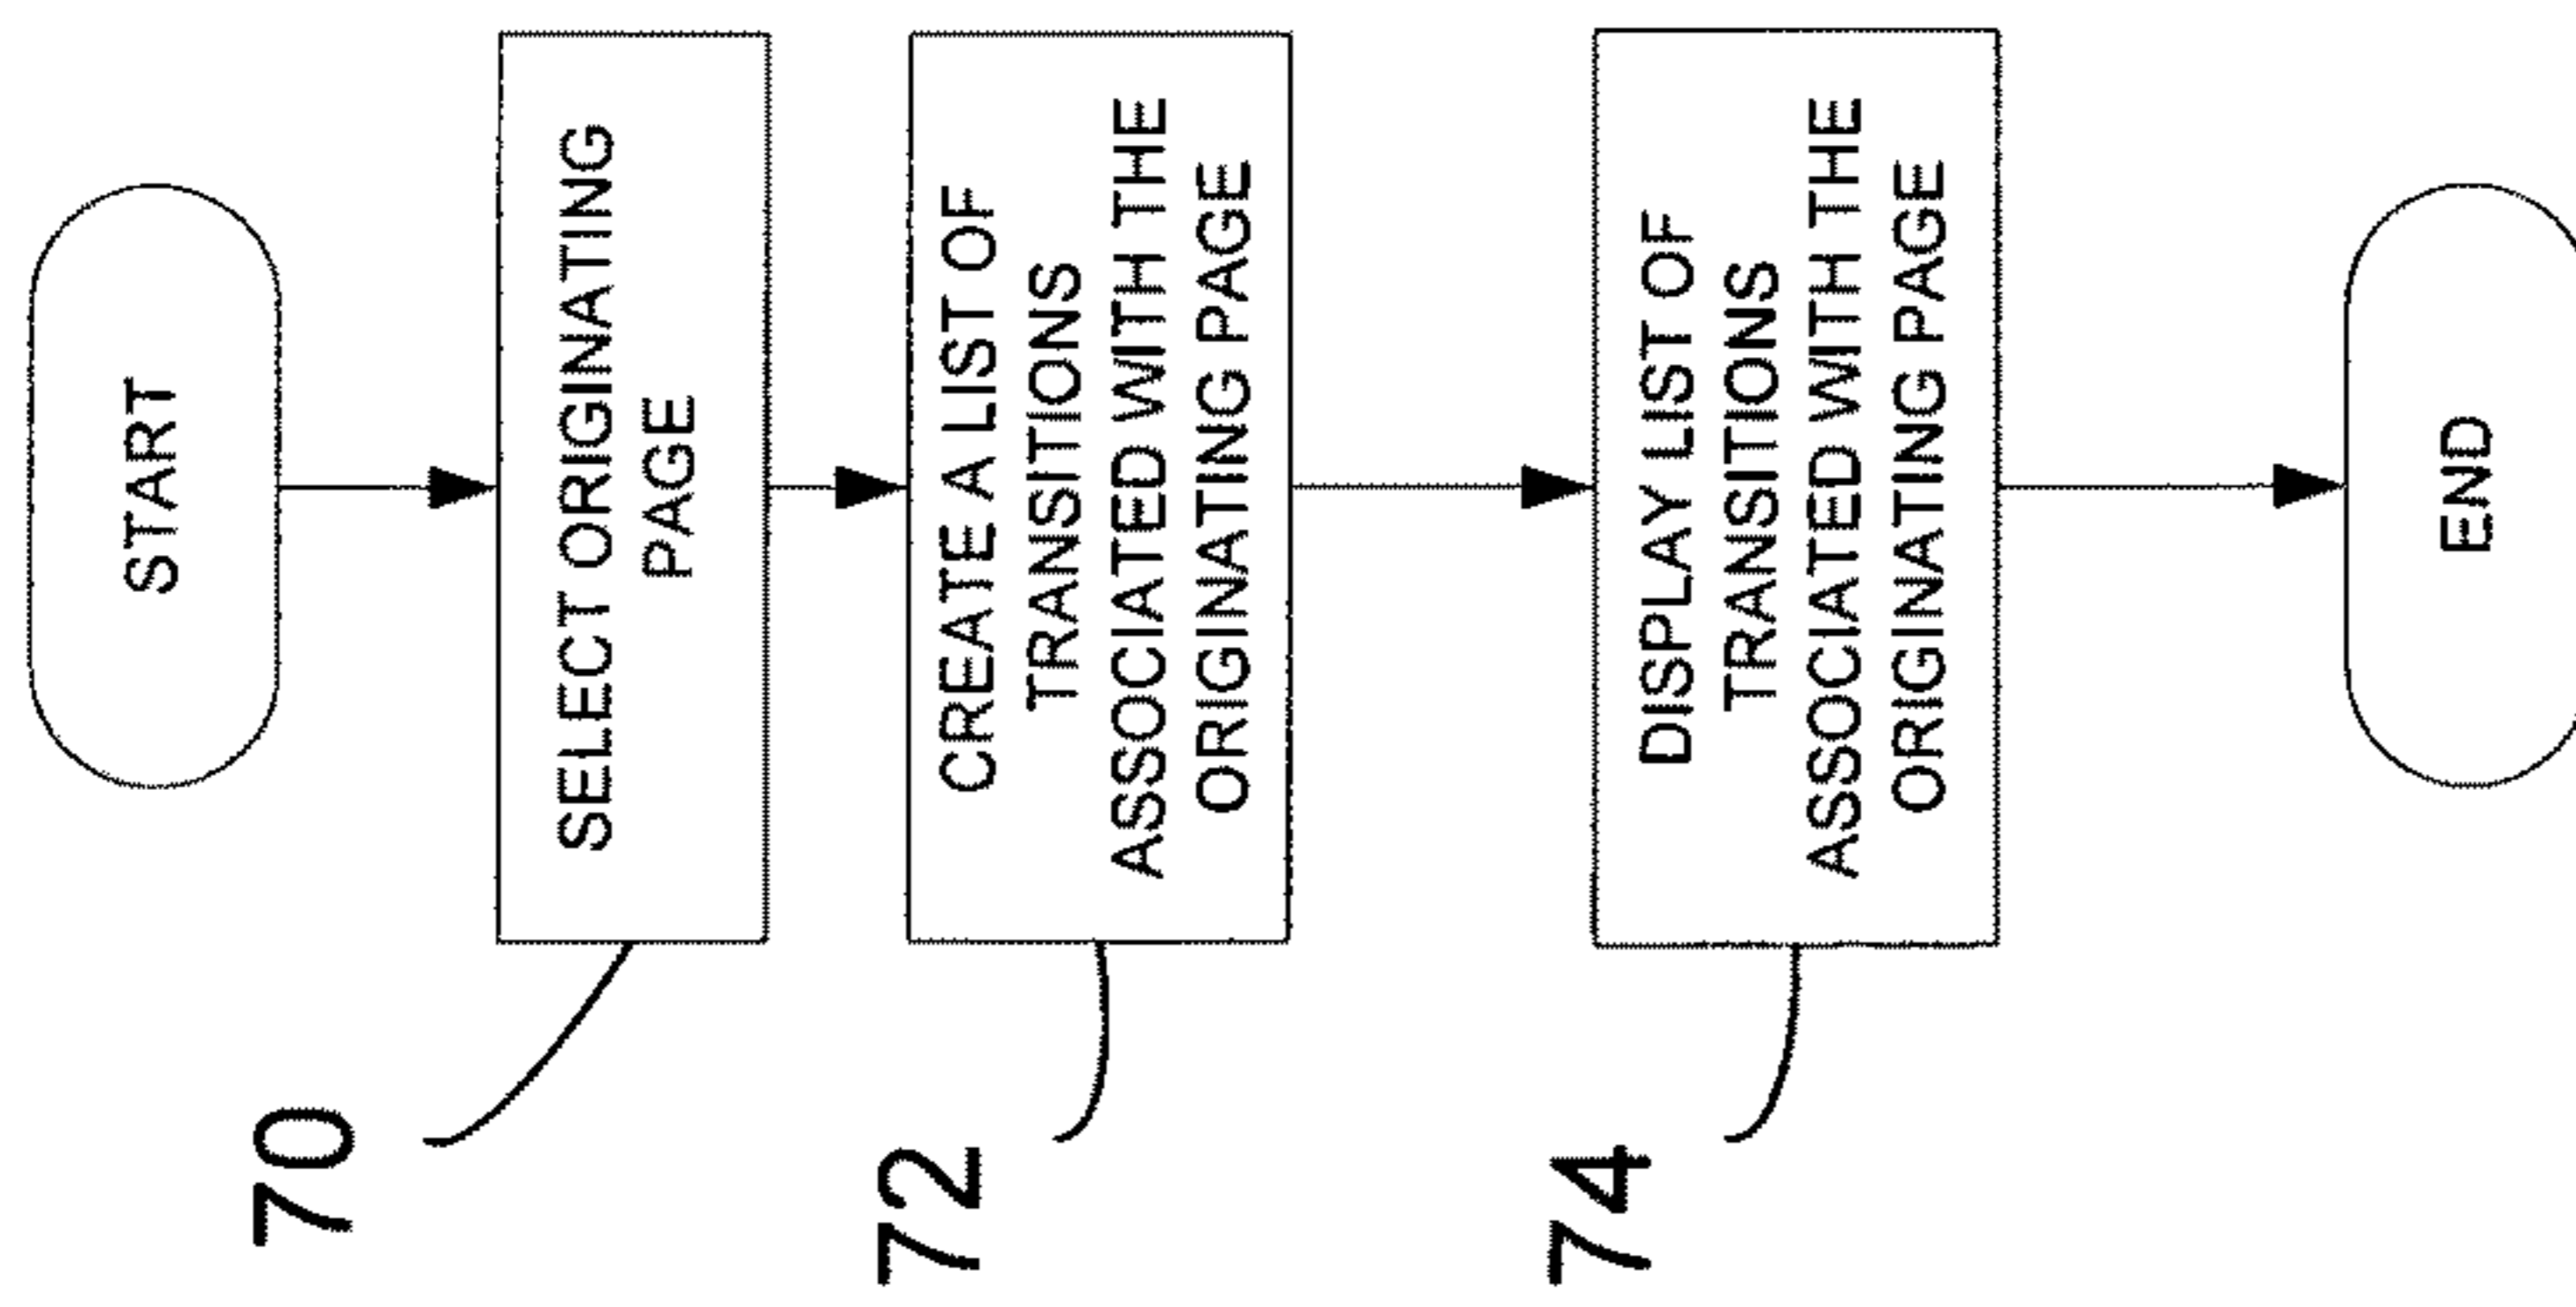 START
70
SELECT ORIGINATING
PAGE
72
CREATE A LIST OF
TRANSITIONS
ASSOCIATED WITH THE
ORIGINATING PAGE
74
DISPLAY LIST OF
TRANSITIONS
ASSOCIATED WITH THE
ORIGINATING PAGE
END